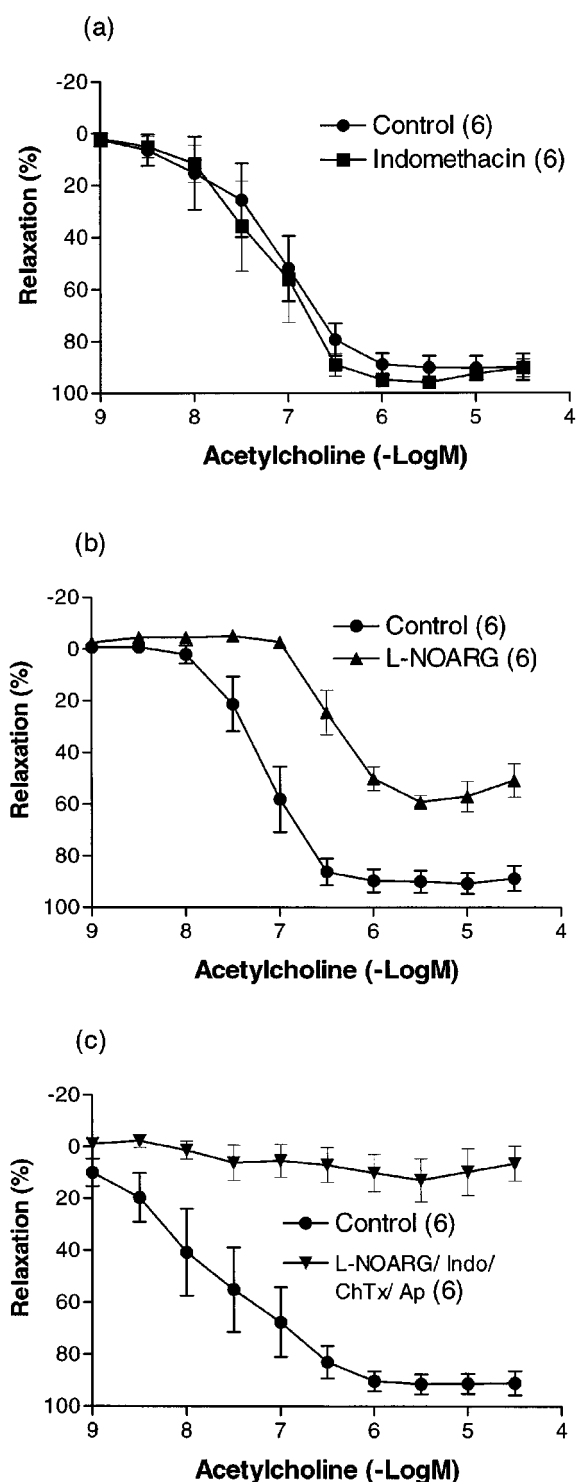 (a)
-20
0
20
40
60
80
100
Relaxation (%)
Control (6)
Indomethacin (6)
9 8 7 6 5 4
Acetylcholine (-LogM)
(b)
-20
0
20
40
60
80
100
Relaxation (%)
Control (6)
L-NOARG (6)
9 8 7 6 5 4
Acetylcholine (-LogM)
(c)
-20
0
20
40
60
80
100
Relaxation (%)
Control (6)
L-NOARG/ Indo/
ChTx/ Ap (6)
9 8 7 6 5 4
Acetylcholine (-LogM)